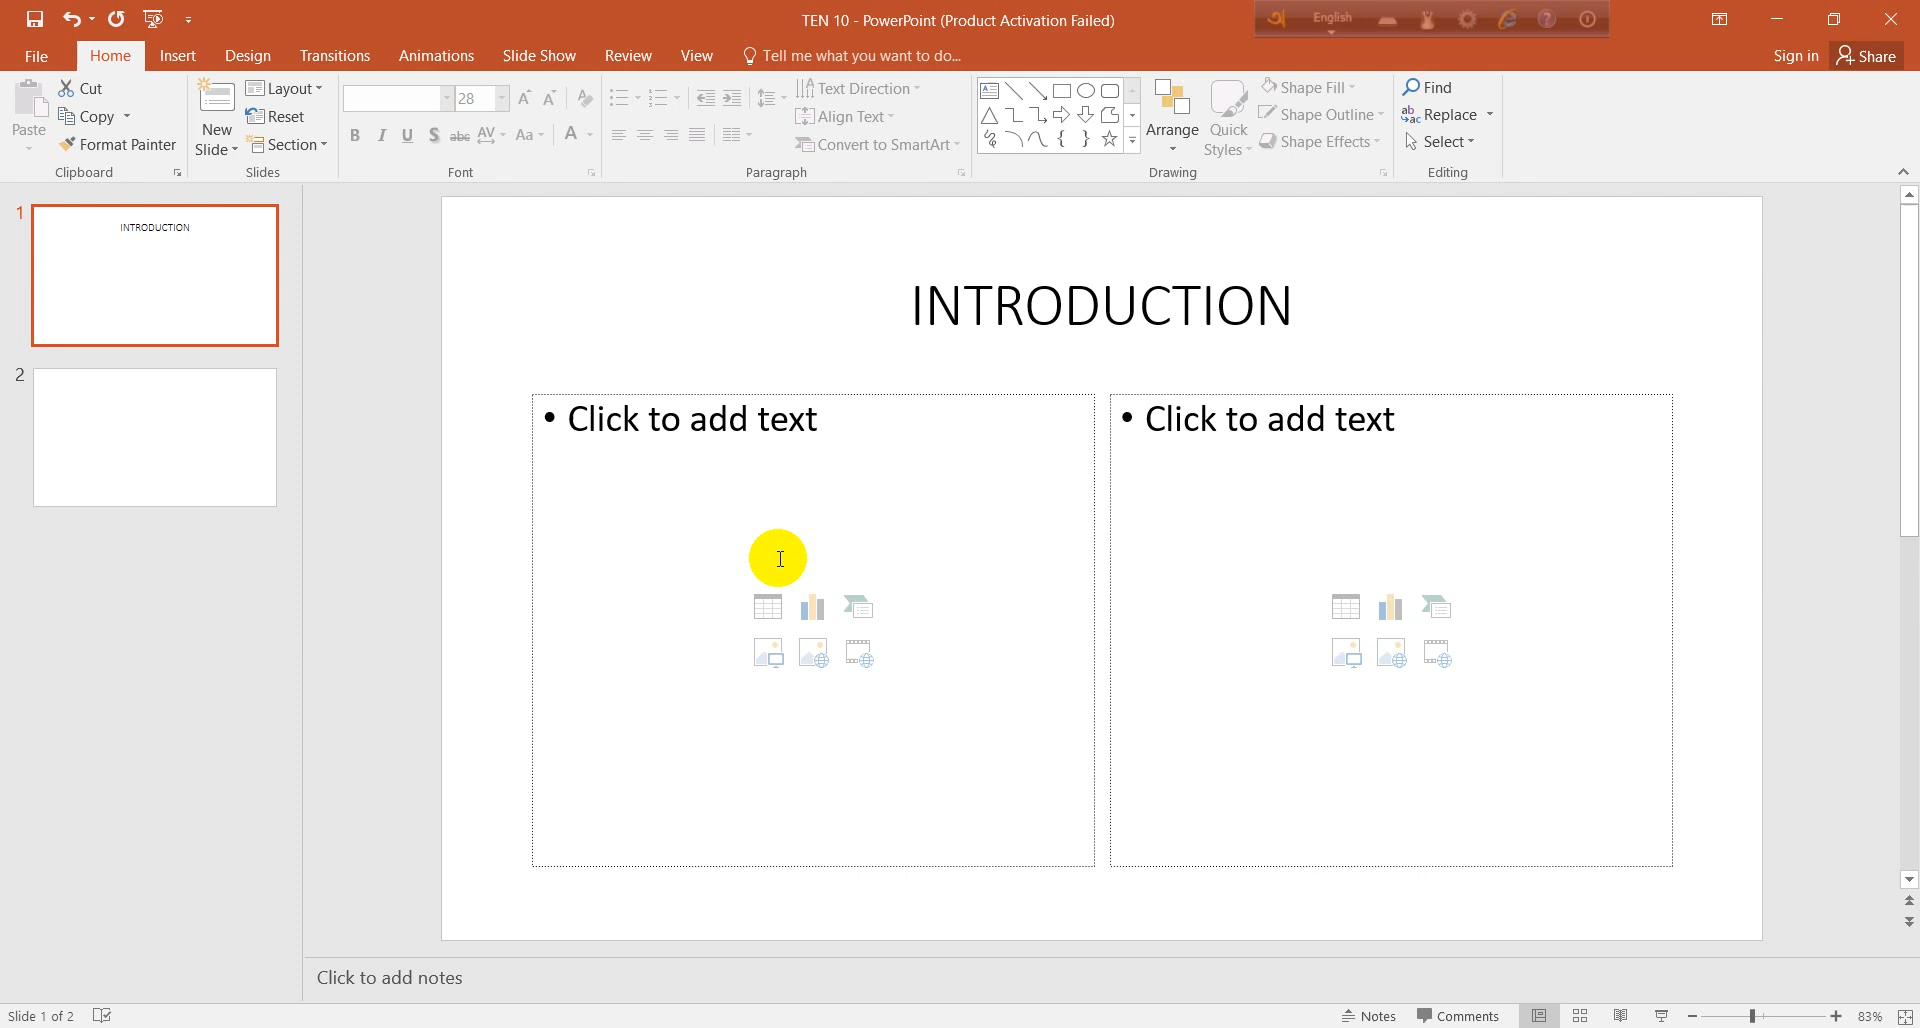 TEN 10 - PowerPoint (Product Activation Failed)
English
File
Home
Insert
Design
Transitions
Animations
Slide Show
Review
View
Tell me what you want to do...
Sign in
Share
Paste
Cut
Copy
Format Painter
Clipboard
New
Slide
Layout
Reset
Section
Slides
28
B I U S abc AV Aa A
Font
Text Direction
Align Text
Convert to SmartArt
Paragraph
Arrange
Quick
Styles
Shape Fill
Shape Outline
Shape Effects
Drawing
Find
Replace
Select
Editing
1
INTRODUCTION
2
INTRODUCTION
• Click to add text
• Click to add text
Click to add notes
Slide 1 of 2
Notes
Comments
83%